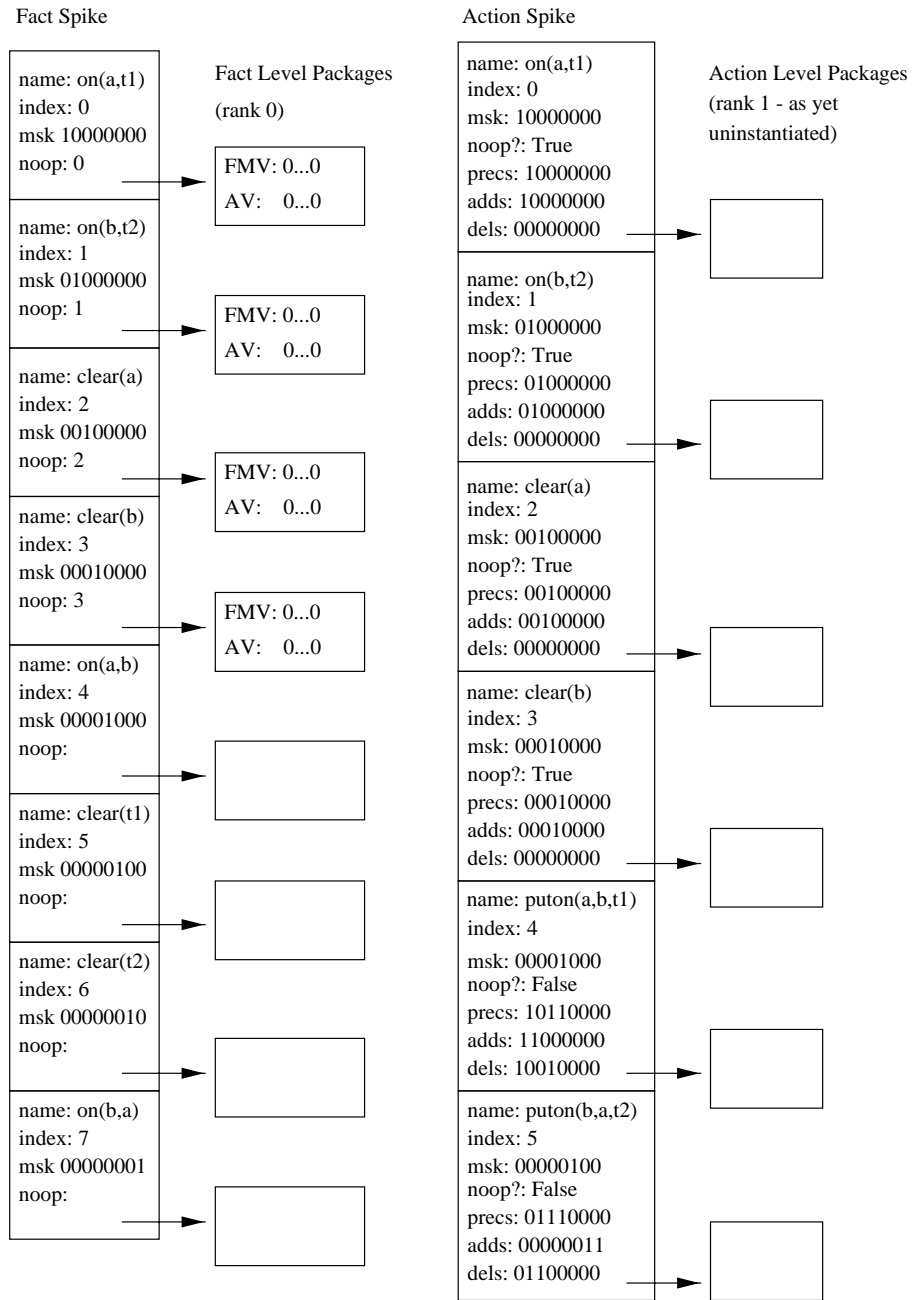 Fact Spike
name: on(a,t1)
index: 0
msk 10000000
noop: 0
name: on(b,t2)
index: 1
msk 01000000
noop: 1
name: clear(a)
index: 2
msk 00100000
noop: 2
name: clear(b)
index: 3
msk 00010000
noop: 3
name: on(a,b)
index: 4
msk 00001000
noop:
name: clear(t1)
index: 5
msk 00000100
noop:
name: clear(t2)
index: 6
msk 00000010
noop:
name: on(b,a)
index: 7
msk 00000001
noop:
Fact Level Packages
(rank 0)
FMV: 0...0
AV: 0...0
FMV: 0...0
AV: 0...0
FMV: 0...0
AV: 0...0
FMV: 0...0
AV: 0...0
Action Spike
name: on(a,t1)
index: 0
msk: 10000000
noop?: True
precs: 10000000
adds: 10000000
dels: 00000000
name: on(b,t2)
index: 1
msk: 01000000
noop?: True
precs: 01000000
adds: 01000000
dels: 00000000
name: clear(a)
index: 2
msk: 00100000
noop?: True
precs: 00100000
adds: 00100000
dels: 00000000
name: clear(b)
index: 3
msk: 00010000
noop?: True
precs: 00010000
adds: 00010000
dels: 00000000
name: puton(a,b,t1)
index: 4
msk: 00001000
noop?: False
precs: 10110000
adds: 11000000
dels: 10010000
name: puton(b,a,t2)
index: 5
msk: 00000100
noop?: False
precs: 01110000
adds: 00000011
dels: 01100000
Action Level Packages
(rank 1 - as yet
uninstantiated)